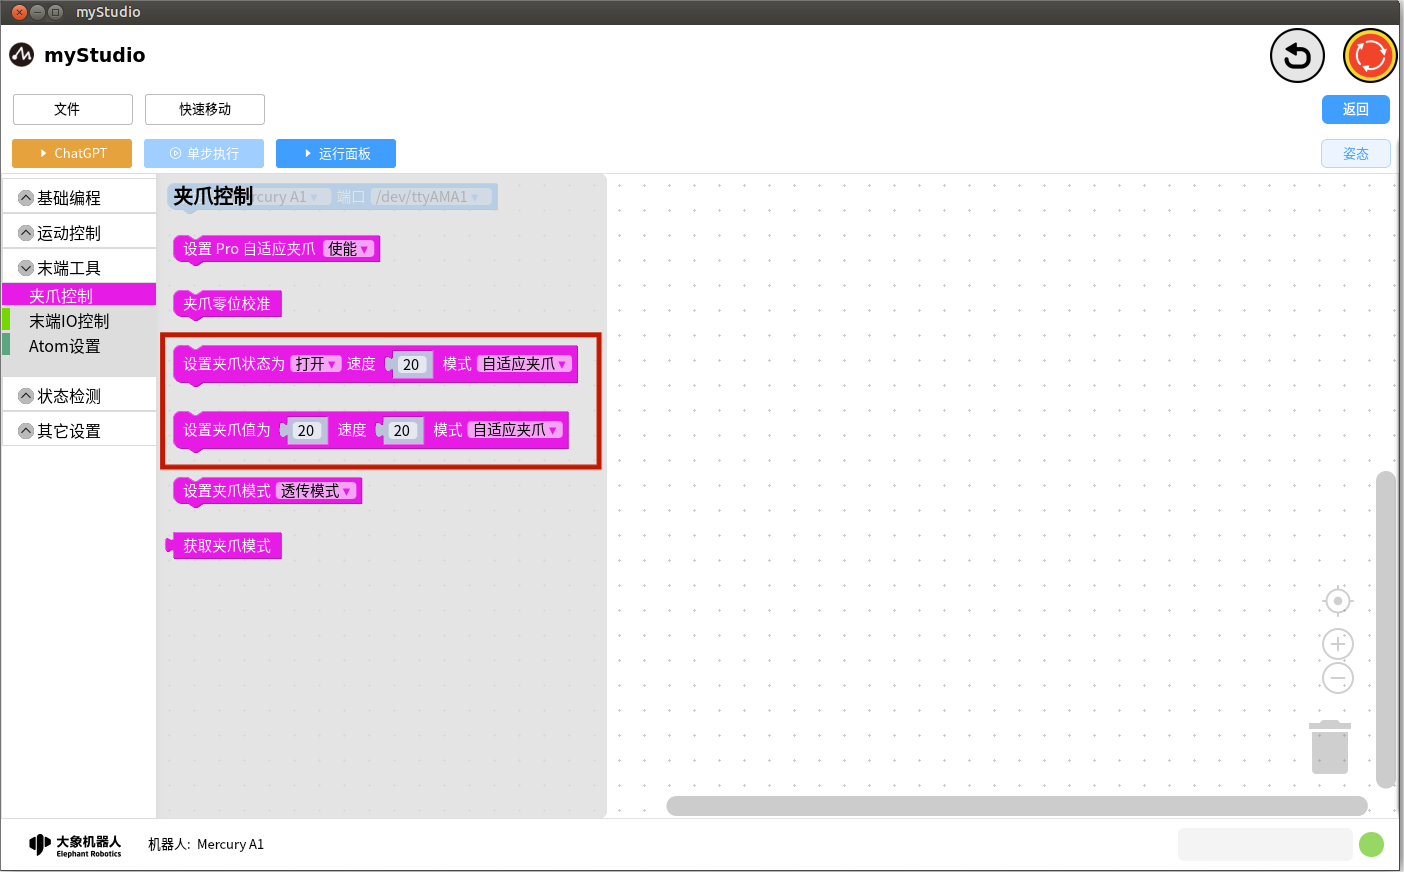 myStudio
myStudio
文件
快速移动
返回
ChatGPT
单步执行
运行面板
姿态
基础编程
运动控制
末端工具
夹爪控制
末端IO控制
Atom设置
状态检测
其它设置
夹爪控制
cury A1 端口 /dev/ttyAMA1
设置 Pro 自适应夹爪 使能
夹爪零位校准
设置夹爪状态为 打开 速度 20 模式 自适应夹爪
设置夹爪值为 20 速度 20 模式 自适应夹爪
设置夹爪模式 透传模式
获取夹爪模式
大象机器人
Elephant Robotics
机器人: Mercury A1